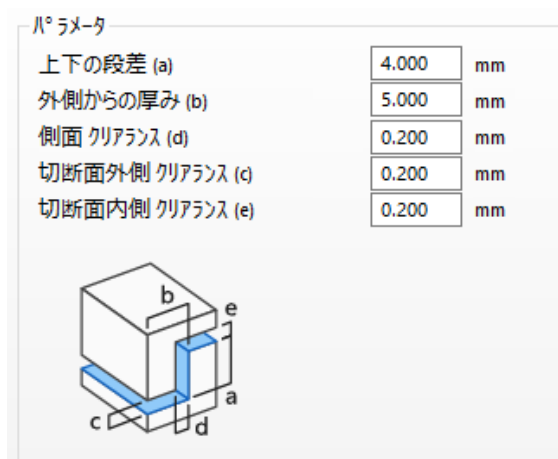 パラメータ
上下の段差 (a) 4.000 mm
外側からの厚み (b) 5.000 mm
側面 クリアランス (d) 0.200 mm
切断面外側 クリアランス (c) 0.200 mm
切断面内側 クリアランス (e) 0.200 mm
b
e
a
c
d